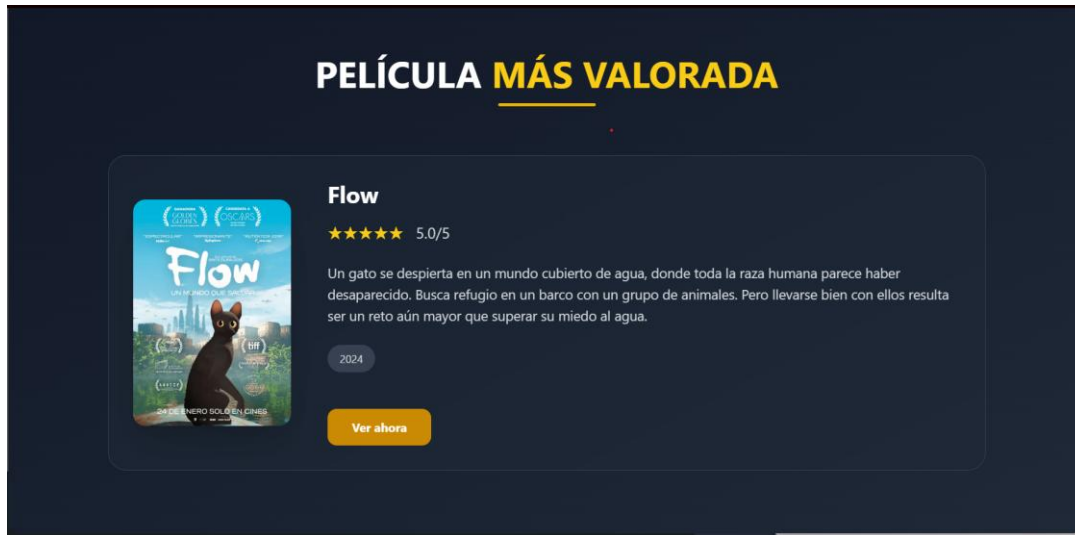 PELÍCULA MÁS VALORADA
Flow
★★★★★ 5.0/5
Un gato se despierta en un mundo cubierto de agua, donde toda la raza humana parece haber
desaparecido. Busca refugio en un barco con un grupo de animales. Pero llevarse bien con ellos resulta
ser un reto aún mayor que superar su miedo al agua.
2024
Ver ahora
GOLDEN
GLOBES
OSCARS
Flow
UN MUNDO QUE SALVAR
tiff
24 DE ENERO SOLO EN CINES